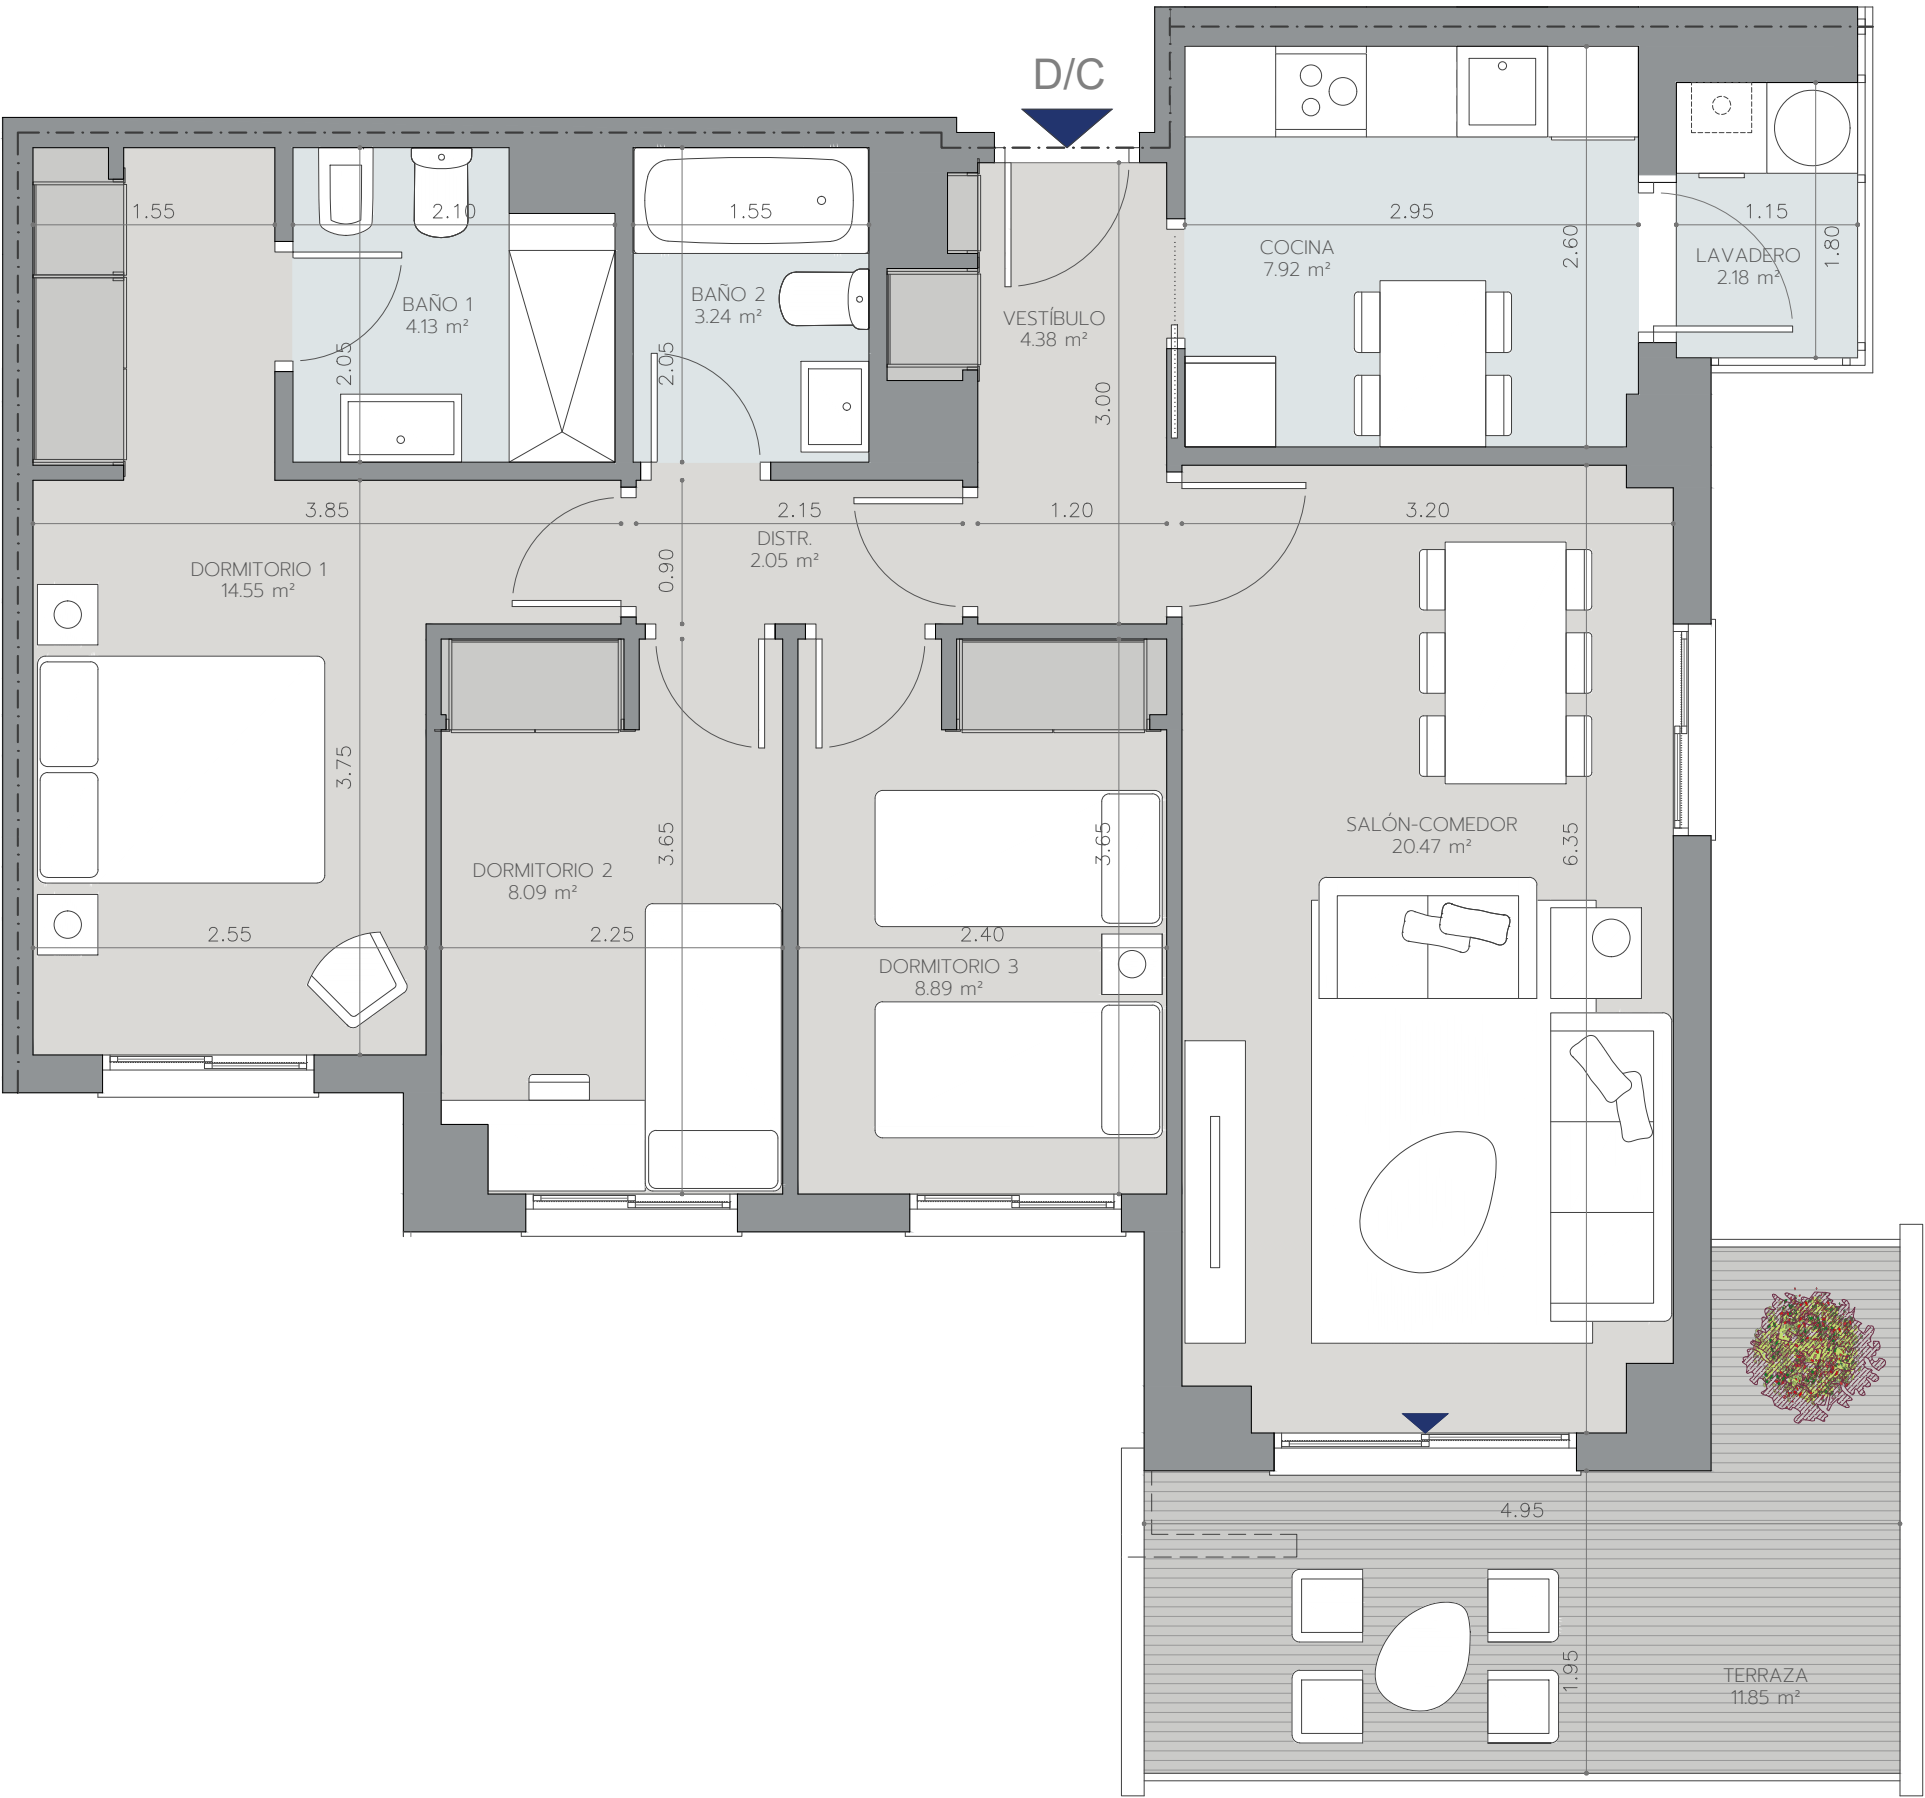 D/C
1.55
2.10
1.55
2.95
1.15
COCINA
7.92 m²
2.60
LAVADERO
2.18 m²
1.80
BAÑO 1
4.13 m²
2.05
BAÑO 2
3.24 m²
2.05
VESTÍBULO
4.38 m²
3.00
3.85
2.15
1.20
3.20
DISTR.
2.05 m²
0.90
DORMITORIO 1
14.55 m²
3.75
3.65
3.65
SALÓN-COMEDOR
20.47 m²
6.35
DORMITORIO 2
8.09 m²
2.55
2.25
2.40
DORMITORIO 3
8.89 m²
4.95
1.95
TERRAZA
11.85 m²